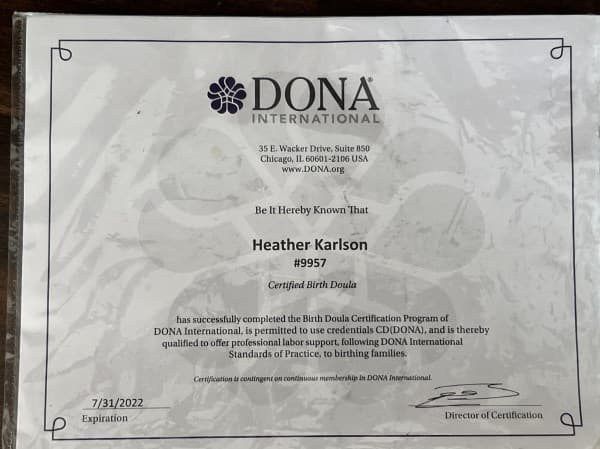 DONA®
INTERNATIONAL
35 E. Wacker Drive, Suite 850
Chicago, IL 60601-2106 USA
www.DONA.org
Be It Hereby Known That
Heather Karlson
#9957
Certified Birth Doula
has successfully completed the Birth Doula Certification Program of
DONA International, is permitted to use credentials CD(DONA), and is thereby
qualified to offer professional labor support, following DONA International
Standards of Practice, to birthing families.
Certification is contingent on continuous membership in DONA International.
7/31/2022
Expiration
Director of Certification